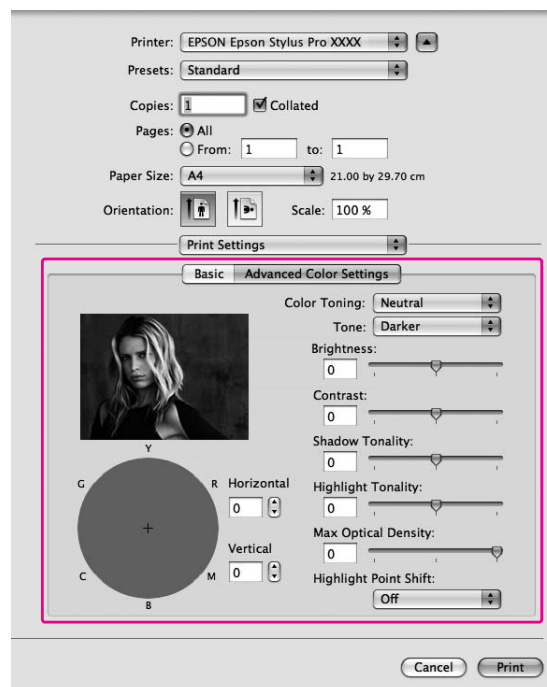 Printer: EPSON Epson Stylus Pro XXXX
Presets: Standard
Copies: 1 Collated
Pages: All
From: 1 to: 1
Paper Size: A4 21.00 by 29.70 cm
Orientation: Scale: 100 %
Print Settings
Basic Advanced Color Settings
Color Toning: Neutral
Tone: Darker
Brightness:
0
Contrast:
0
Shadow Tonality:
0
Highlight Tonality:
0
Max Optical Density:
0
Highlight Point Shift:
Off
Y
G R
C M
B
Horizontal
0
Vertical
0
Cancel Print